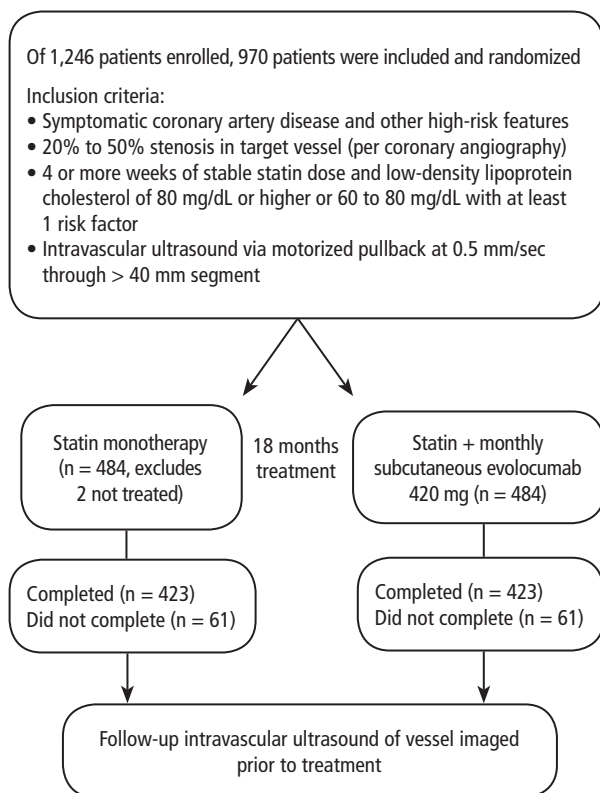 Of 1,246 patients enrolled, 970 patients were included and randomized
Inclusion criteria:
• Symptomatic coronary artery disease and other high-risk features
• 20% to 50% stenosis in target vessel (per coronary angiography)
• 4 or more weeks of stable statin dose and low-density lipoprotein
cholesterol of 80 mg/dL or higher or 60 to 80 mg/dL with at least
1 risk factor
• Intravascular ultrasound via motorized pullback at 0.5 mm/sec
through > 40 mm segment
Statin monotherapy
(n = 484, excludes
2 not treated)
18 months
treatment
Statin + monthly
subcutaneous evolocumab
420 mg (n = 484)
Completed (n = 423)
Did not complete (n = 61)
Completed (n = 423)
Did not complete (n = 61)
Follow-up intravascular ultrasound of vessel imaged
prior to treatment